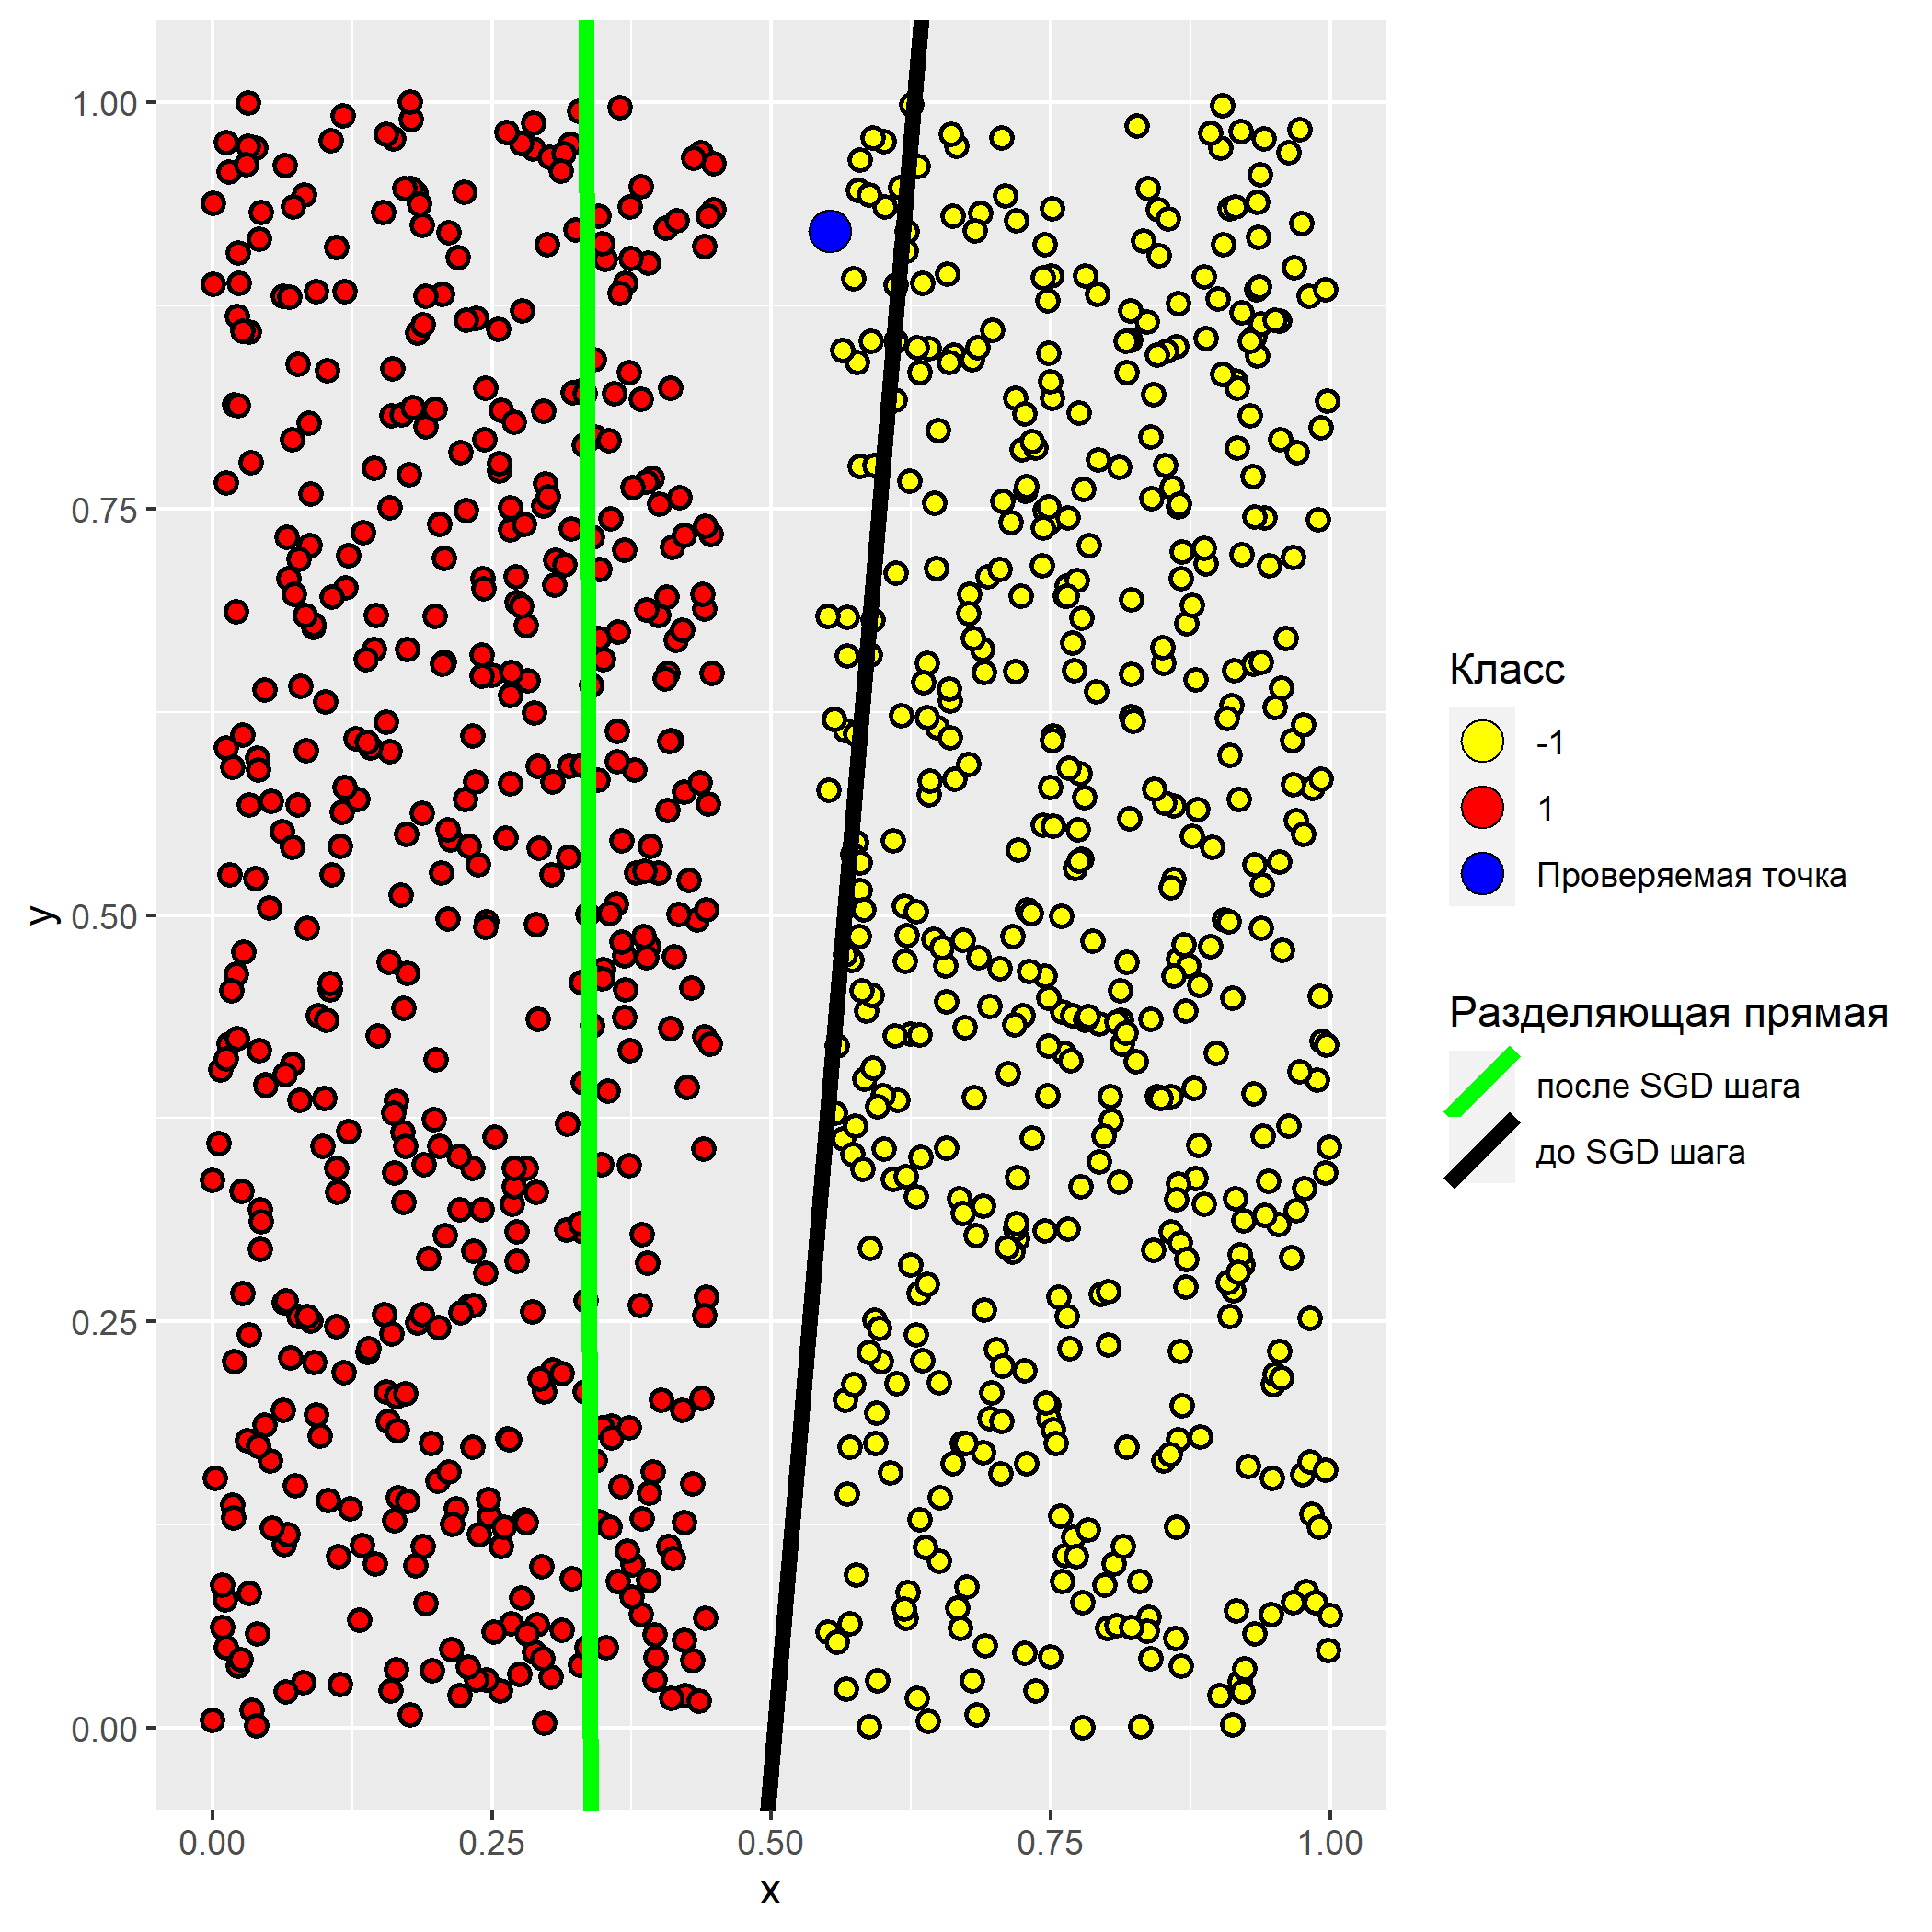 1.00
0.75
0.50
0.25
0.00
y
0.00 0.25 0.50 0.75 1.00
x
Класс
-1
1
Проверяемая точка
Разделяющая прямая
после SGD шага
до SGD шага